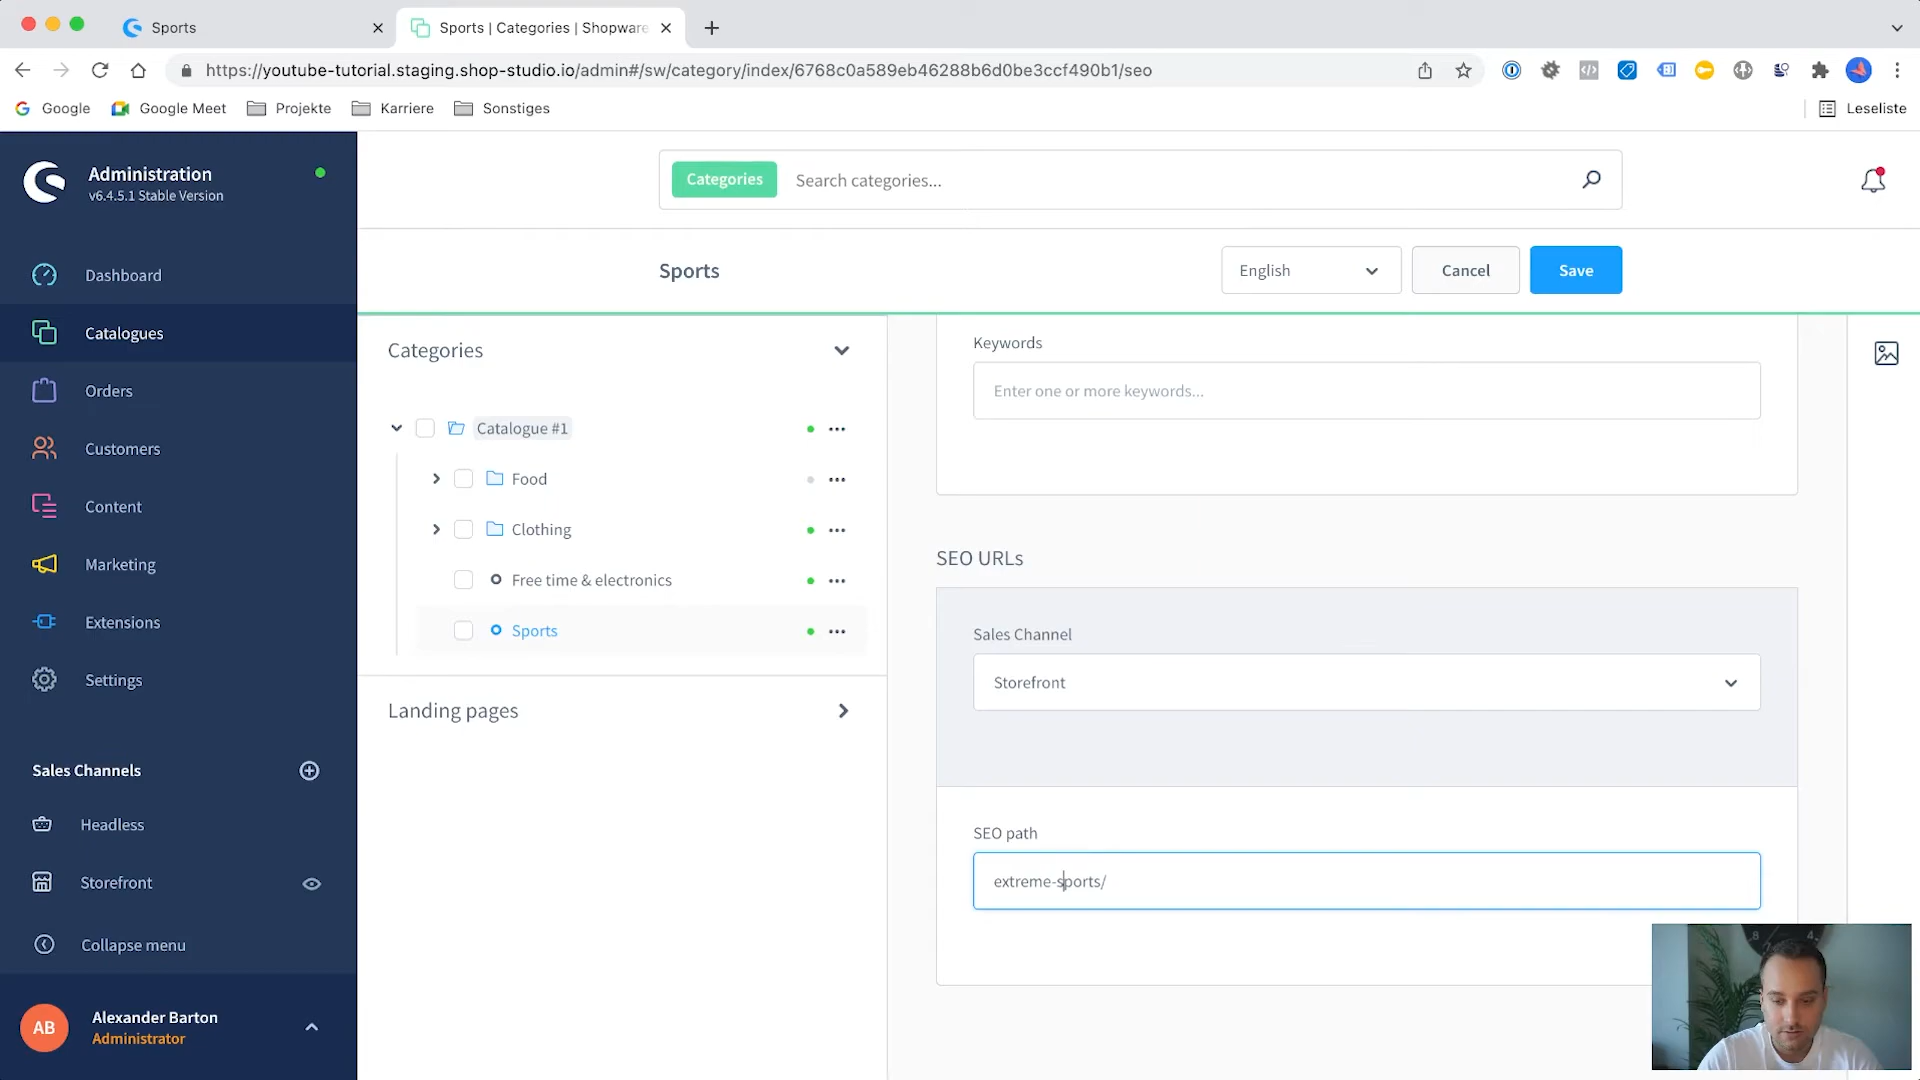 Sports
Sports | Categories | Shopware
https://youtube-tutorial.staging.shop-studio.io/admin#/sw/category/index/6768c0a589eb46288b6d0be3ccf490b1/seo
Google
Google Meet
Projekte
Karriere
Sonstiges
Leseliste
Administration
v6.4.5.1 Stable Version
Categories
Search categories...
Sports
English
Cancel
Save
Dashboard
Catalogues
Orders
Customers
Content
Marketing
Extensions
Settings
Sales Channels
Headless
Storefront
Collapse menu
AB
Alexander Barton
Administrator
Categories
Catalogue #1
Food
Clothing
Free time & electronics
Sports
Landing pages
Keywords
Enter one or more keywords...
SEO URLs
Sales Channel
Storefront
SEO path
extreme-sports/
8
4